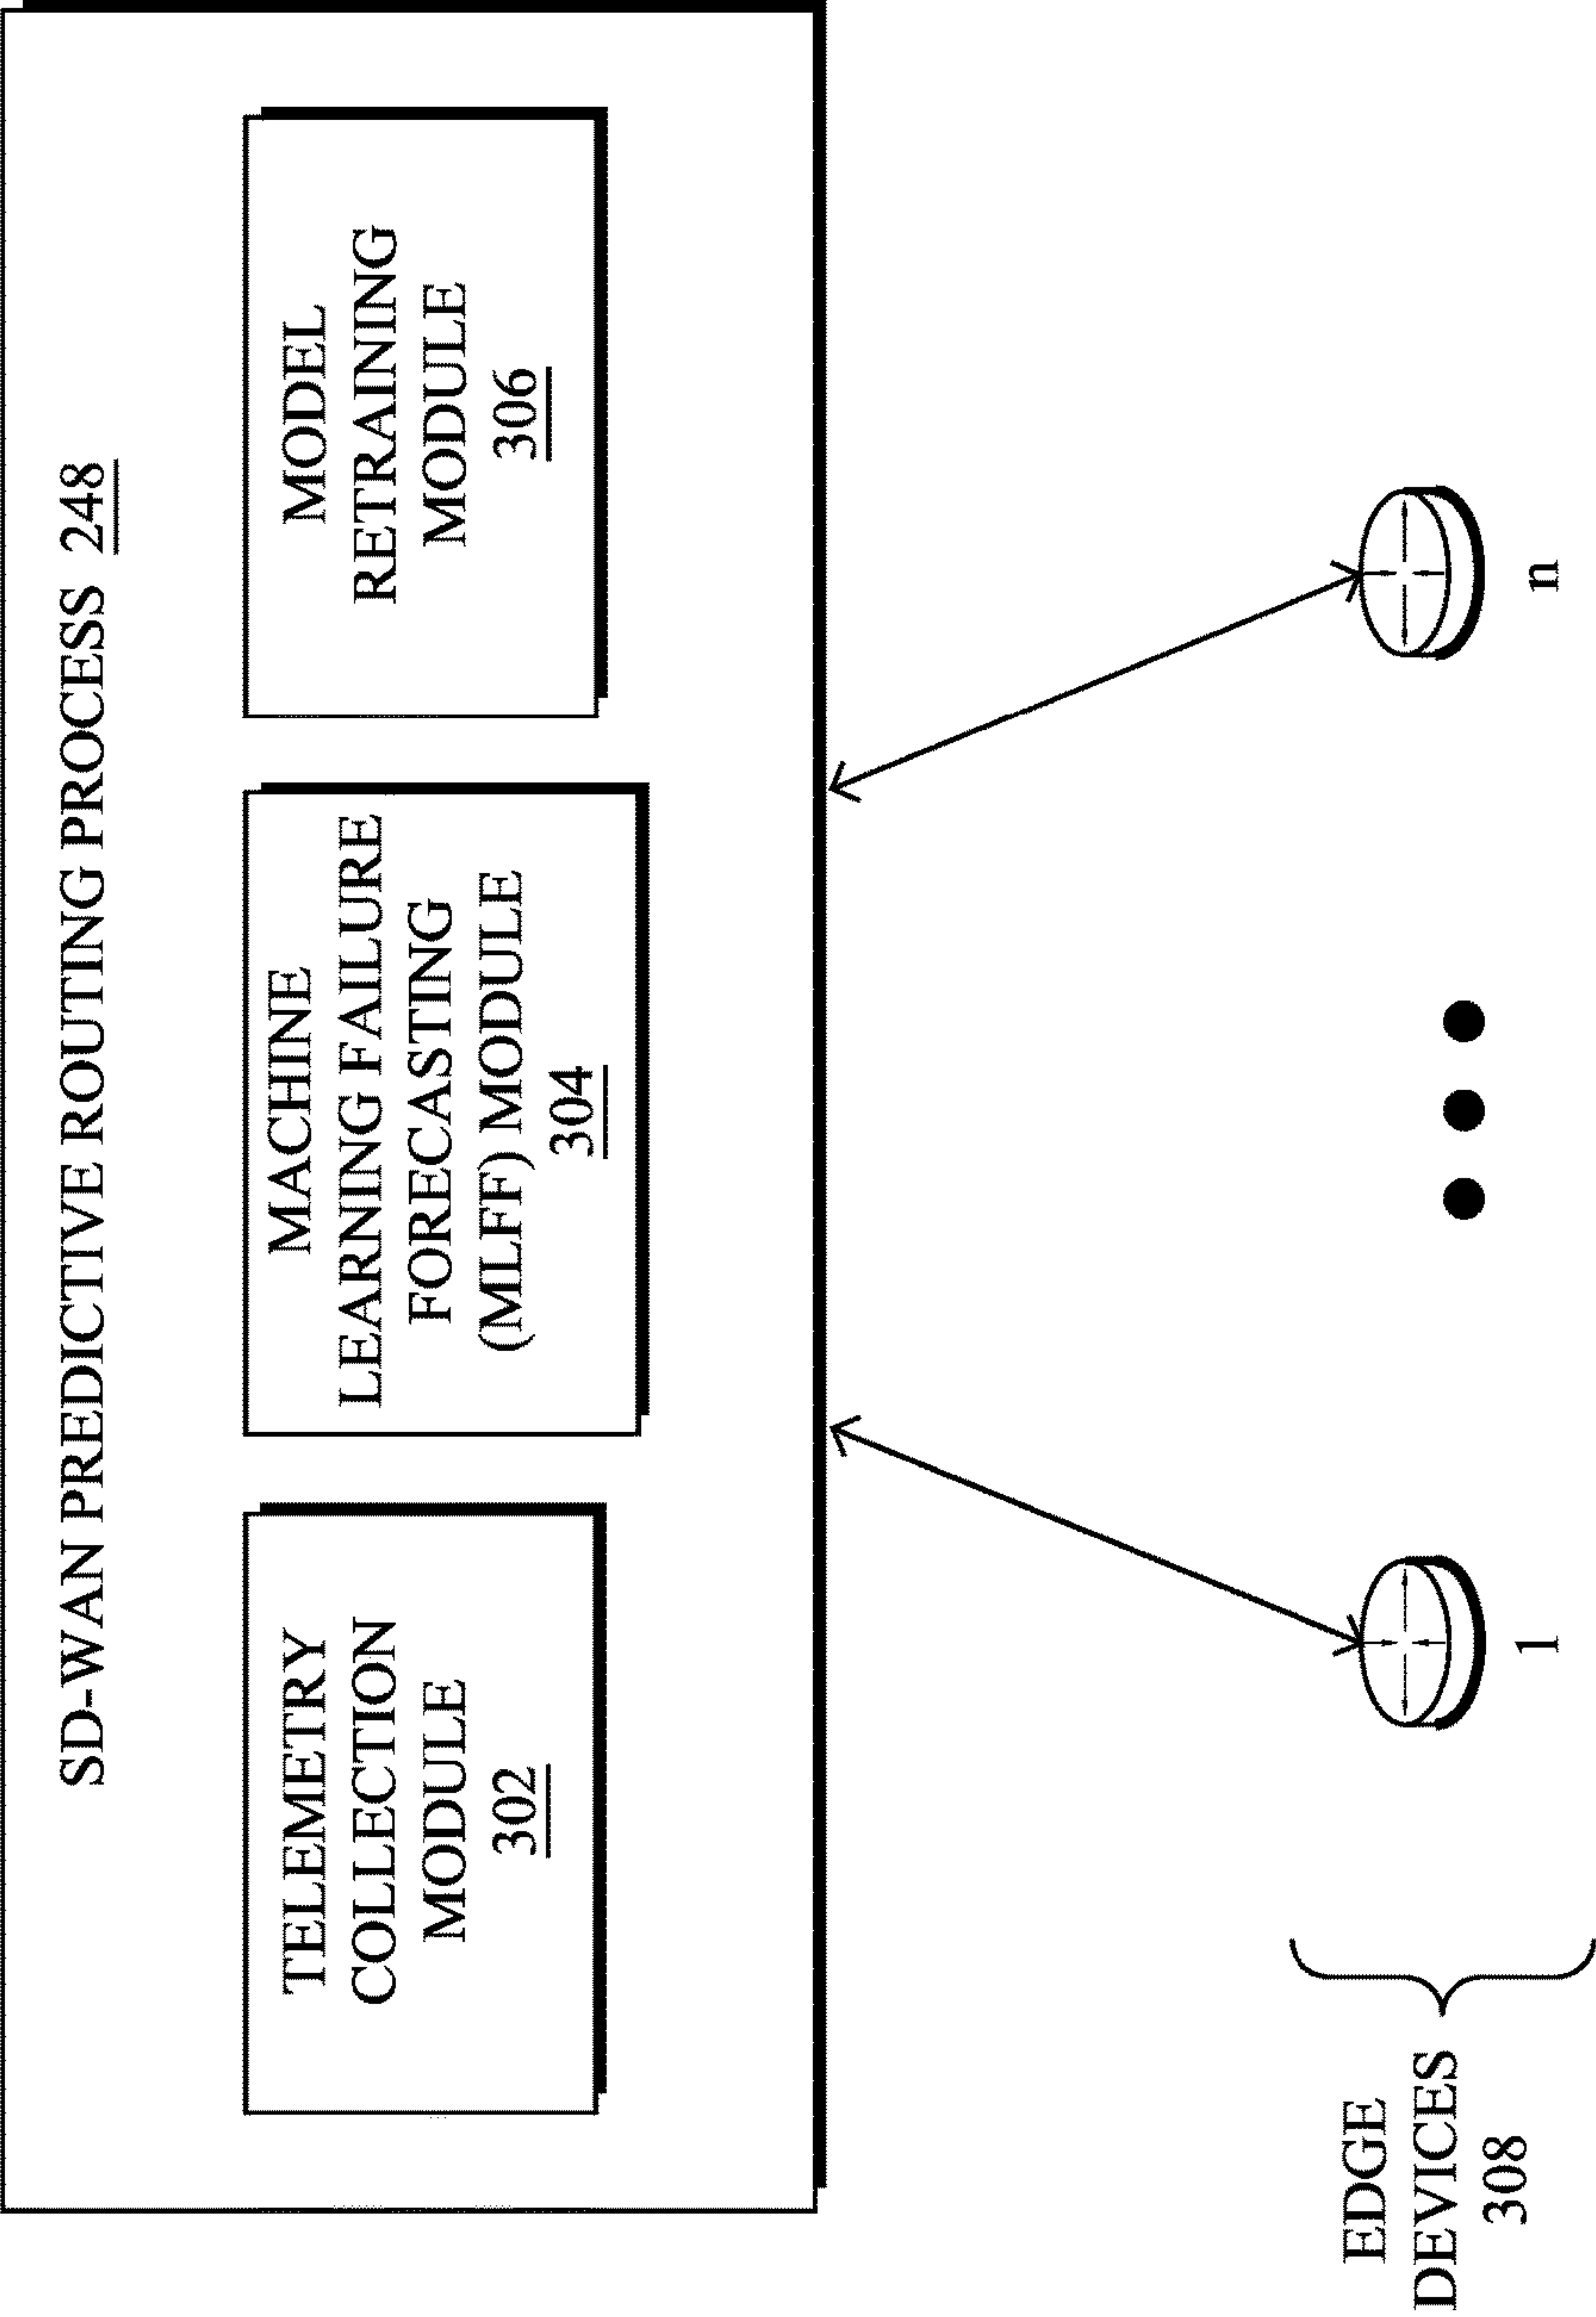 SD-WAN PREDICTIVE ROUTING PROCESS 248
TELEMETRY
COLLECTION
MODULE
302
MACHINE
LEARNING FAILURE
FORECASTING
(MLFF) MODULE
304
MODEL
RETRAINING
MODULE
306
EDGE
DEVICES
308
1
n